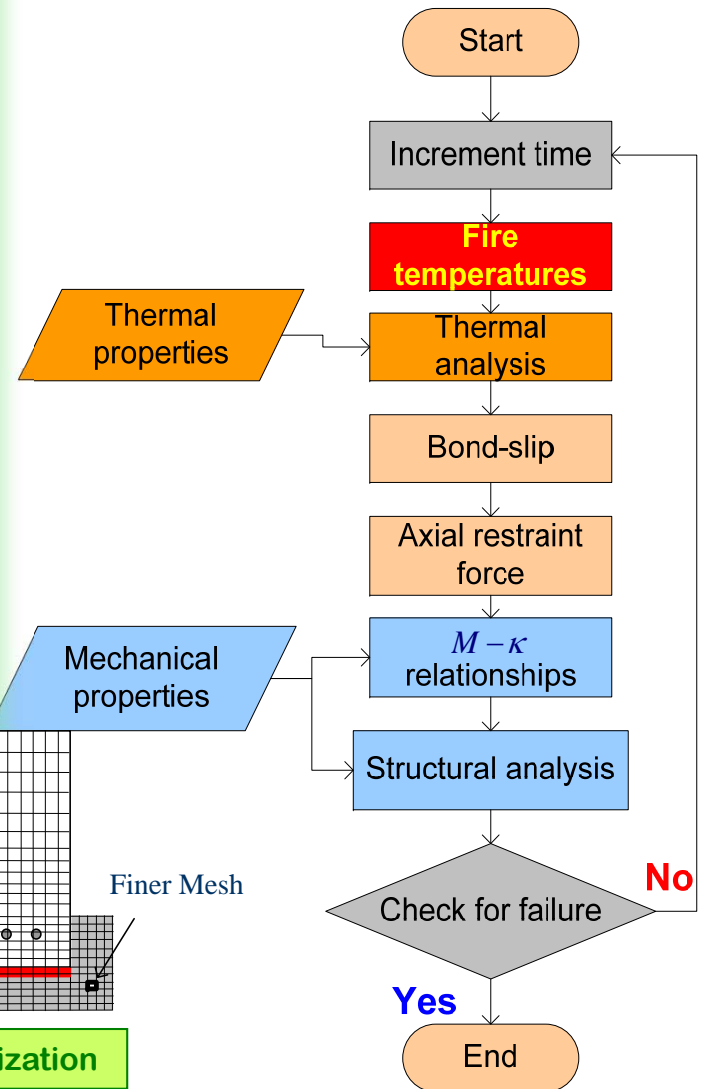 Start
Increment time
Fire
temperatures
Thermal
properties
Thermal
analysis
Bond-slip
Axial restraint
force
Mechanical
properties
M − κ
relationships
Structural analysis
Finer Mesh
No
Check for failure
Yes
ization
End